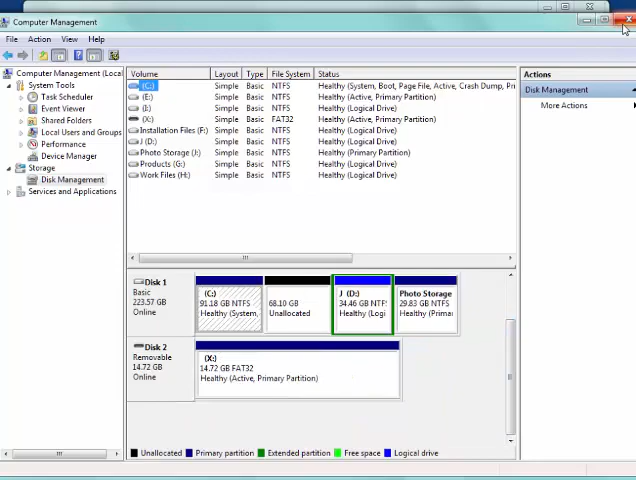 Computer Management
File Action View Help
Computer Management (Local
System Tools
Task Scheduler
Event Viewer
Shared Folders
Local Users and Groups
Performance
Device Manager
Storage
Disk Management
Services and Applications
Volume Layout Type File System Status
(C:) Simple Basic NTFS Healthy (System, Boot, Page File, Active, Crash Dump, Pr
(E:) Simple Basic NTFS Healthy (Active, Primary Partition)
(I:) Simple Basic NTFS Healthy (Logical Drive)
(X:) Simple Basic FAT32 Healthy (Active, Primary Partition)
Installation Files (F:) Simple Basic NTFS Healthy (Logical Drive)
J (D:) Simple Basic NTFS Healthy (Logical Drive)
Photo Storage (J:) Simple Basic NTFS Healthy (Primary Partition)
Products (G:) Simple Basic NTFS Healthy (Logical Drive)
Work Files (H:) Simple Basic NTFS Healthy (Logical Drive)
Disk 1
Basic
223.57 GB
Online
(C:)
91.18 GB NTFS
Healthy (System,
68.10 GB
Unallocated
J (D:)
34.46 GB NTF
Healthy (Logi
Photo Storage
29.83 GB NTF
Healthy (Prima
Disk 2
Removable
14.72 GB
Online
(X:)
14.72 GB FAT32
Healthy (Active, Primary Partition)
Unallocated Primary partition Extended partition Free space Logical drive
Actions
Disk Management
More Actions